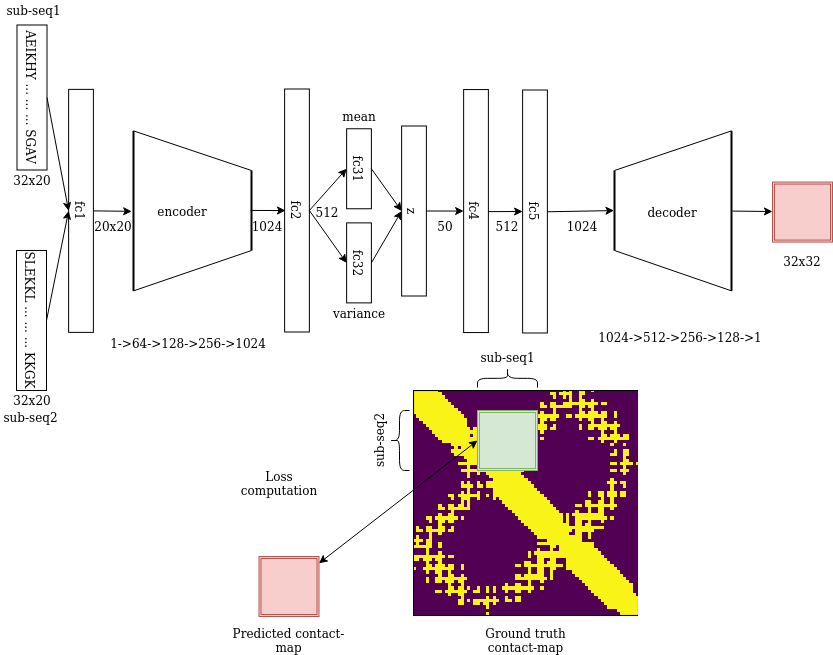 sub-seq1
AEIKHY ... ... ... SGAV
32x20
SLEKKL ... ... ... KKGK
32x20
sub-seq2
fc1
20x20
encoder
1->64->128->256->1024
1024
fc2
512
mean
fc31
fc32
variance
z
50
fc4
512
fc5
1024
decoder
1024->512->256->128->1
32x32
sub-seq1
sub-seq2
Loss
computation
Predicted contact-
map
Ground truth
contact-map